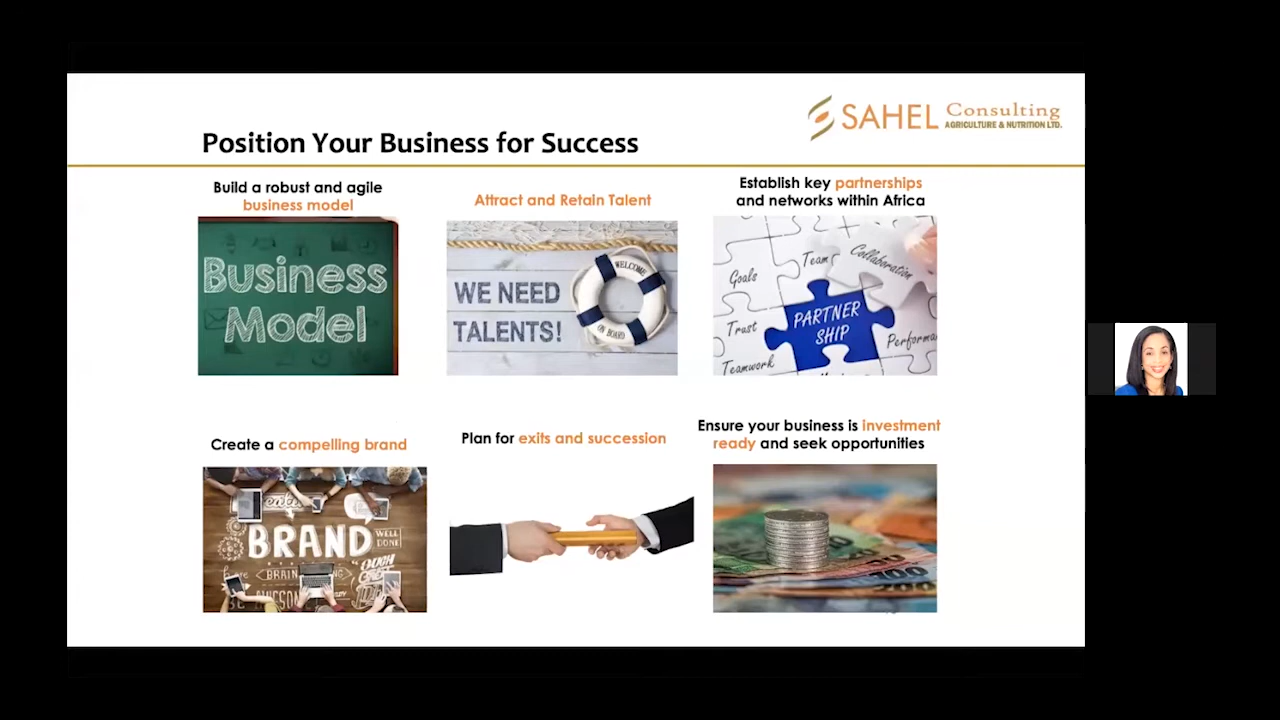 SAHEL Consulting
AGRICULTURE & NUTRITION LTD.
Position Your Business for Success
Build a robust and agile
business model
Attract and Retain Talent
Establish key partnerships
and networks within Africa
Business
Model
WE NEED
TALENTS!
WELCOME
ON BOARD
Goals
Team
Collaboration
Trust
PARTNER
SHIP
Teamwork
Create a compelling brand
Plan for exits and succession
Ensure your business is investment
ready and seek opportunities
BRAND
WELL
DONE